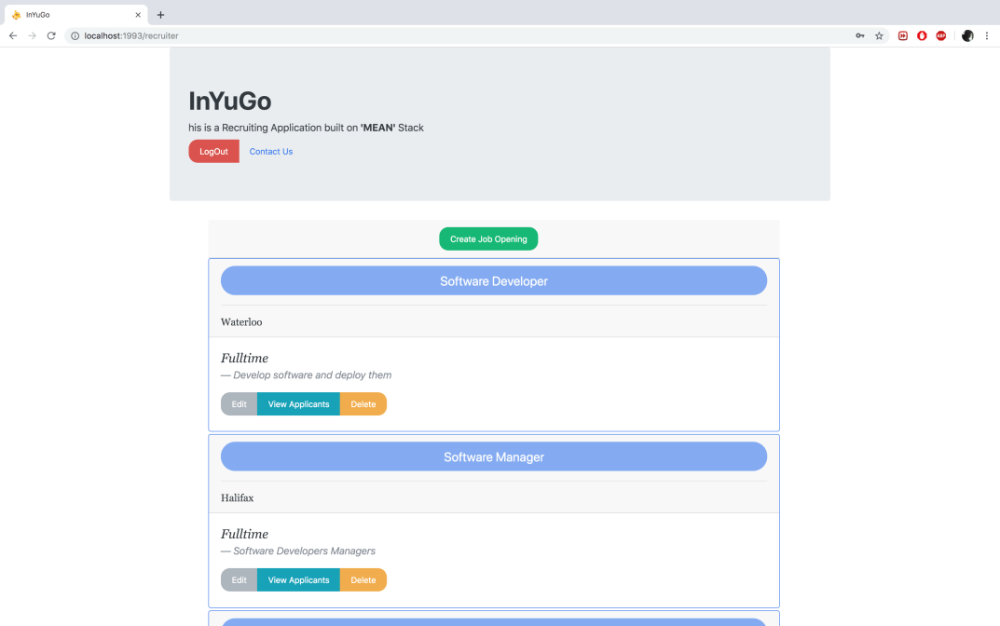 InYuGo
localhost:1993/recruiter
ABP
InYuGo
his is a Recruiting Application built on 'MEAN' Stack
LogOut Contact Us
Create Job Opening
Software Developer
Waterloo
Fulltime
— Develop software and deploy them
Edit View Applicants Delete
Software Manager
Halifax
Fulltime
— Software Developers Managers
Edit View Applicants Delete